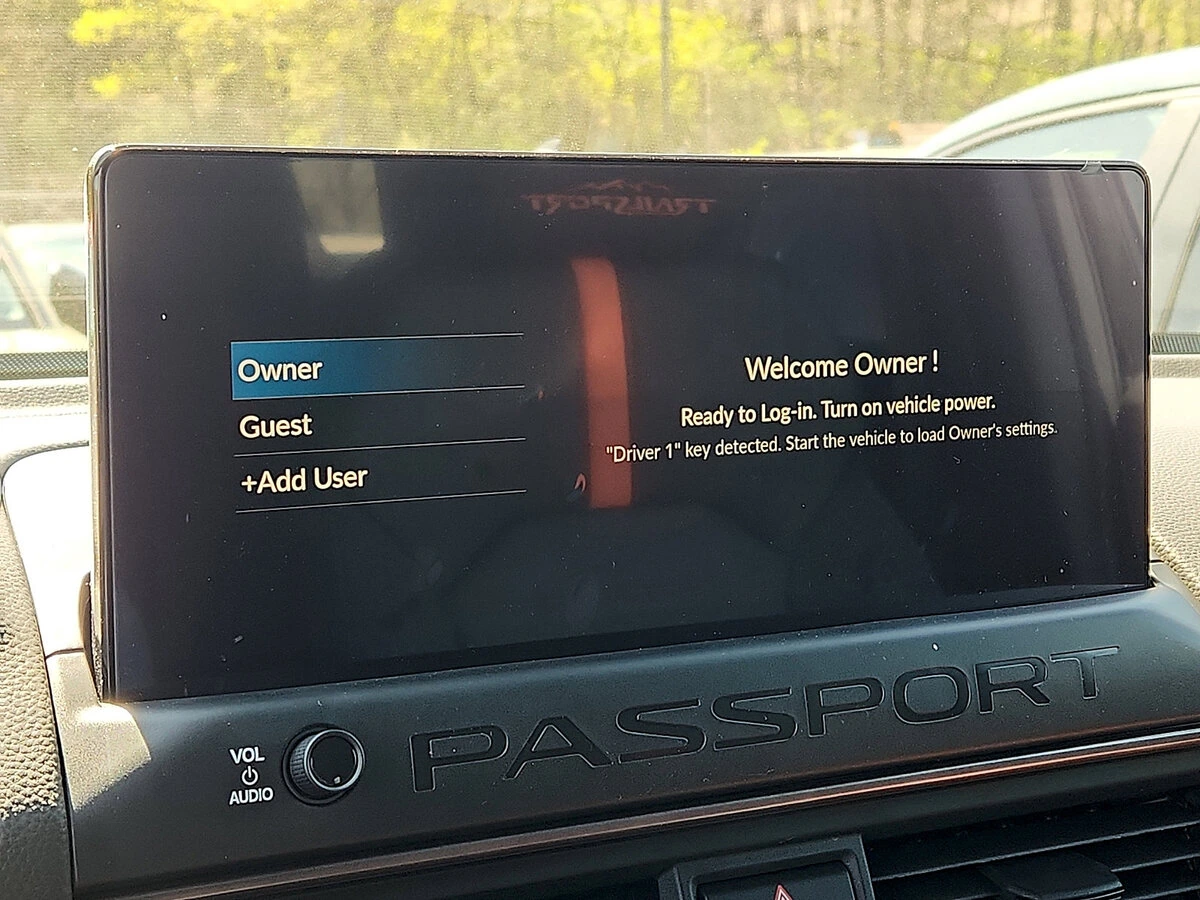 TRAILSPORT
Owner
Guest
+Add User
Welcome Owner !
Ready to Log-in. Turn on vehicle power.
"Driver 1" key detected. Start the vehicle to load Owner's settings.
PASSPORT
VOL
AUDIO